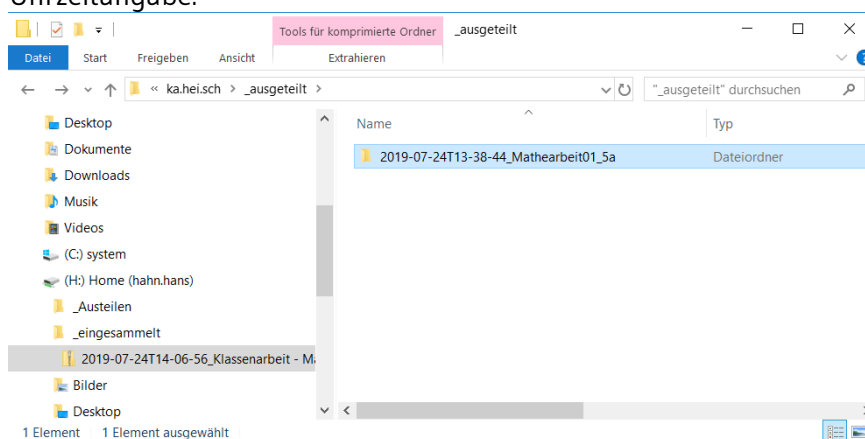 Uhrzeitangabe.
Tools für komprimierte Ordner _ausgeteilt
Datei Start Freigeben Ansicht Extrahieren
« ka.hei.sch > _ausgeteilt > "_ausgeteilt" durchsuchen
Desktop
Name Typ
Dokumente
2019-07-24T13-38-44_Mathearbeit01_5a Dateiordner
Downloads
Musik
Videos
(C:) system
(H:) Home (hahn.hans)
_Austeilen
_eingesammelt
2019-07-24T14-06-56_Klassenarbeit - Ma
Bilder
Desktop
1 Element 1 Element ausgewählt